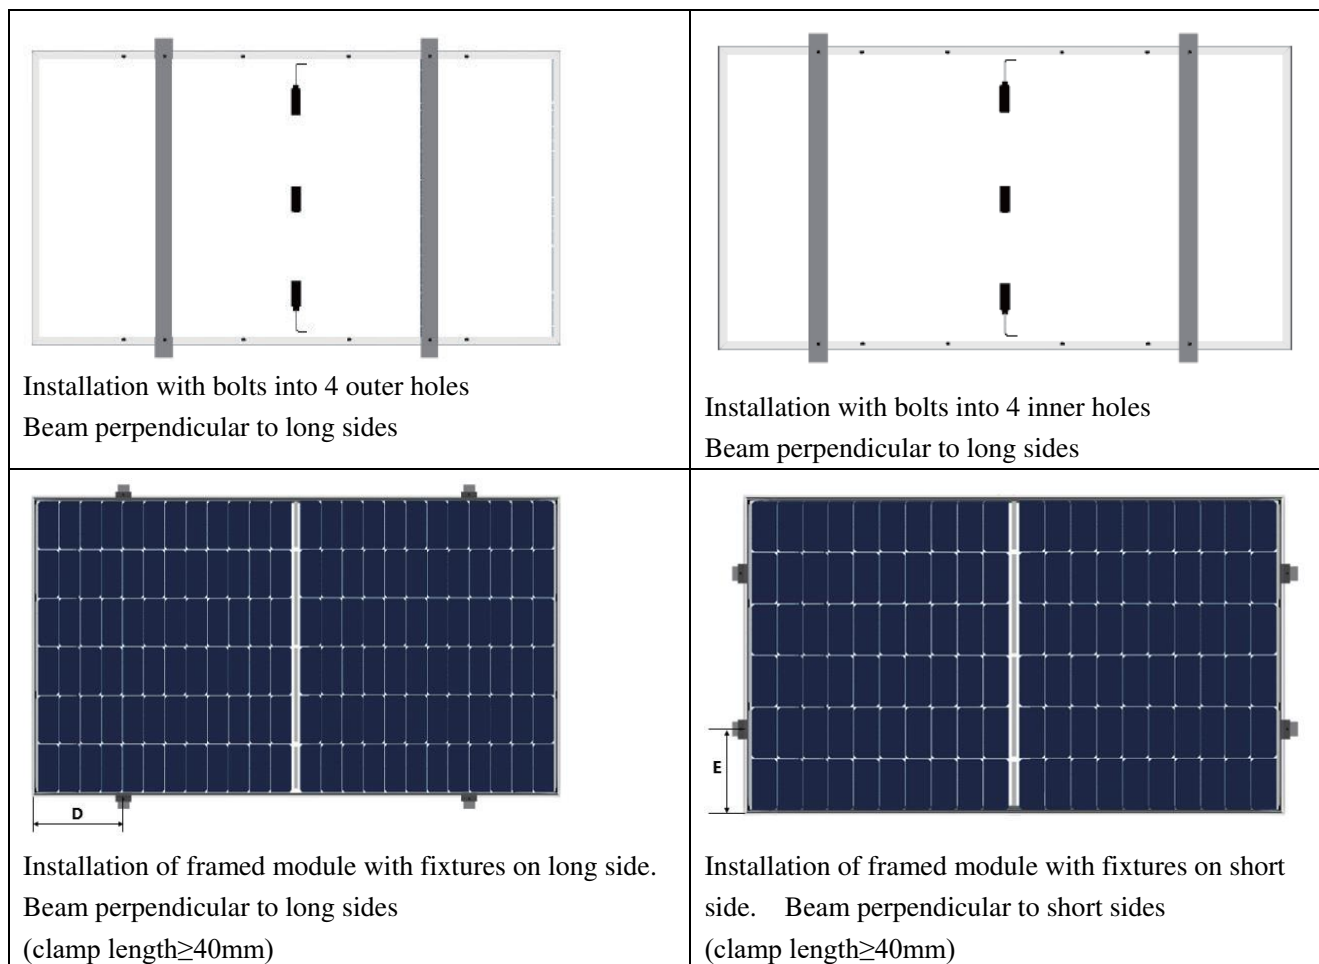 Installation with bolts into 4 outer holes
Beam perpendicular to long sides
Installation with bolts into 4 inner holes
Beam perpendicular to long sides
D
Installation of framed module with fixtures on long side.
Beam perpendicular to long sides
(clamp length≥40mm)
E
Installation of framed module with fixtures on short
side. Beam perpendicular to short sides
(clamp length≥40mm)